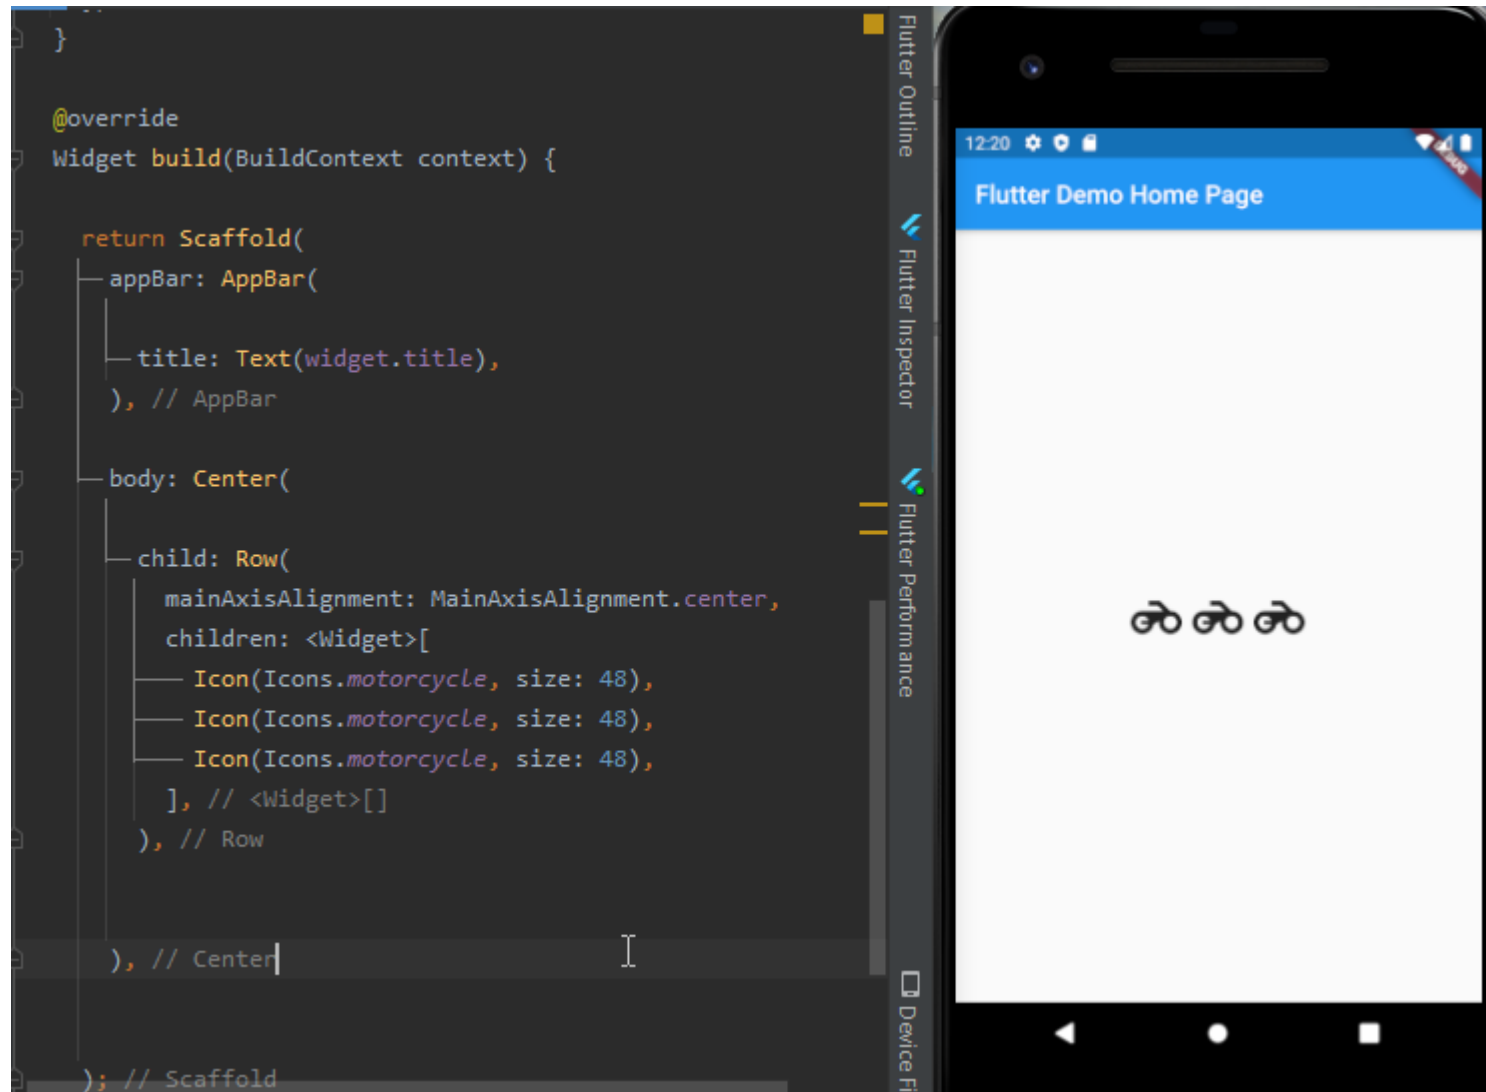 }
@override
Widget build(BuildContext context) {
return Scaffold(
appBar: AppBar(
title: Text(widget.title),
), // AppBar
body: Center(
child: Row(
mainAxisAlignment: MainAxisAlignment.center,
children: <Widget>[
Icon(Icons.motorcycle, size: 48),
Icon(Icons.motorcycle, size: 48),
Icon(Icons.motorcycle, size: 48),
], // <Widget>[]
), // Row
), // Center
); // Scaffold
Flutter Outline
Flutter Inspector
Flutter Performance
Device Fi
12:20
Flutter Demo Home Page